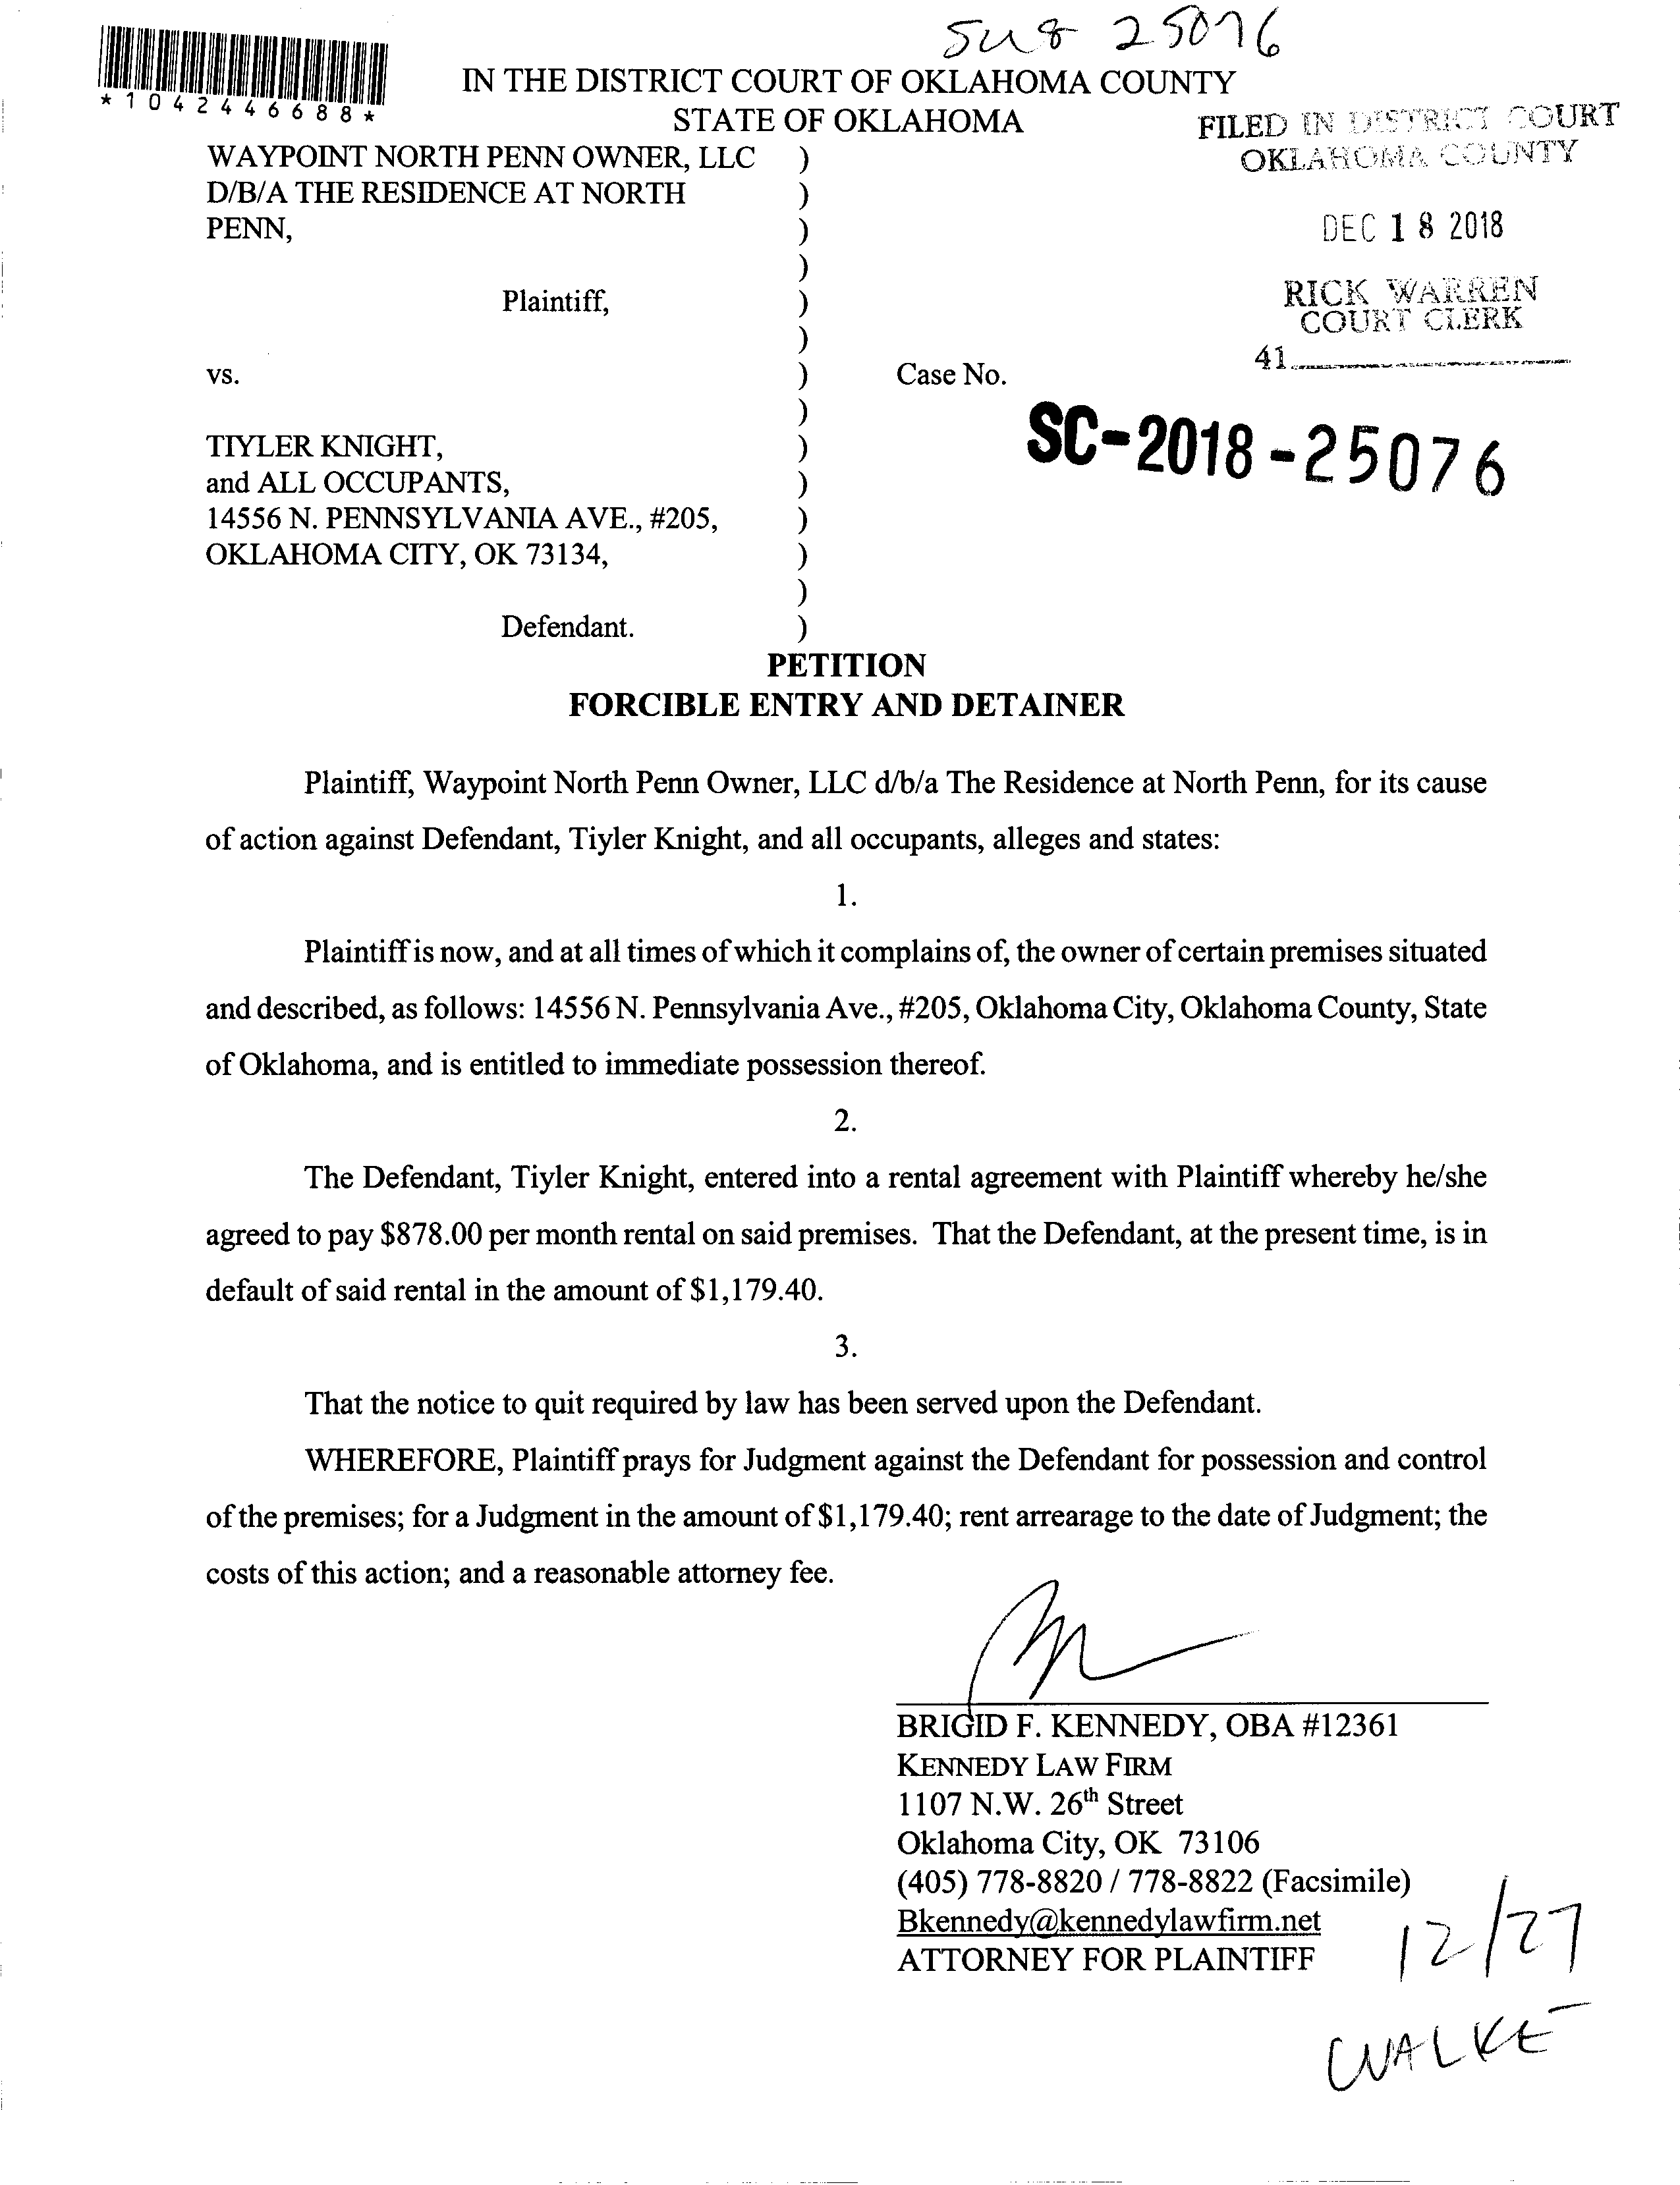 25076
*1042446688*
IN THE DISTRICT COURT OF OKLAHOMA COUNTY
STATE OF OKLAHOMA
FILED IN DISTRICT COURT
OKLAHOMA COUNTY
DEC 18 2018
RICK WARREN
COURT CLERK
41
WAYPOINT NORTH PENN OWNER, LLC )
D/B/A THE RESIDENCE AT NORTH )
PENN, )
)
Plaintiff, )
)
vs. ) Case No.
)
SC-2018-25076
TIYLER KNIGHT, )
and ALL OCCUPANTS, )
14556 N. PENNSYLVANIA AVE., #205, )
OKLAHOMA CITY, OK 73134, )
)
Defendant. )
PETITION
FORCIBLE ENTRY AND DETAINER
Plaintiff, Waypoint North Penn Owner, LLC d/b/a The Residence at North Penn, for its cause
of action against Defendant, Tiyler Knight, and all occupants, alleges and states:
1.
Plaintiff is now, and at all times of which it complains of, the owner of certain premises situated
and described, as follows: 14556 N. Pennsylvania Ave., #205, Oklahoma City, Oklahoma County, State
of Oklahoma, and is entitled to immediate possession thereof.
2.
The Defendant, Tiyler Knight, entered into a rental agreement with Plaintiff whereby he/she
agreed to pay $878.00 per month rental on said premises. That the Defendant, at the present time, is in
default of said rental in the amount of $1,179.40.
3.
That the notice to quit required by law has been served upon the Defendant.
WHEREFORE, Plaintiff prays for Judgment against the Defendant for possession and control
of the premises; for a Judgment in the amount of $1,179.40; rent arrearage to the date of Judgment; the
costs of this action; and a reasonable attorney fee.
BRIGID F. KENNEDY, OBA #12361
KENNEDY LAW FIRM
1107 N.W. 26th Street
Oklahoma City, OK 73106
(405) 778-8820 / 778-8822 (Facsimile)
Bkennedy@kennedylawfirm.net
ATTORNEY FOR PLAINTIFF
12/27
WALKE